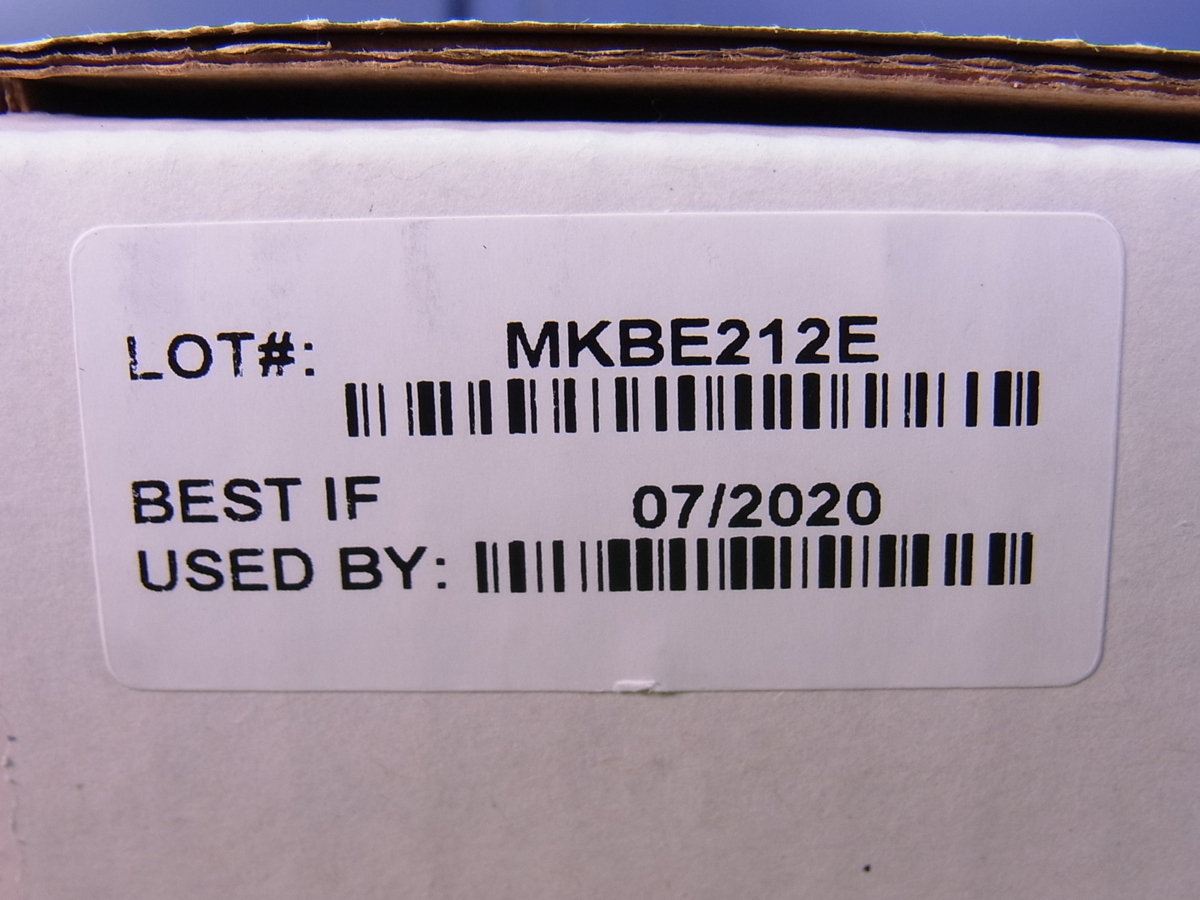 LOT#: MKBE212E
BEST IF 07/2020
USED BY: